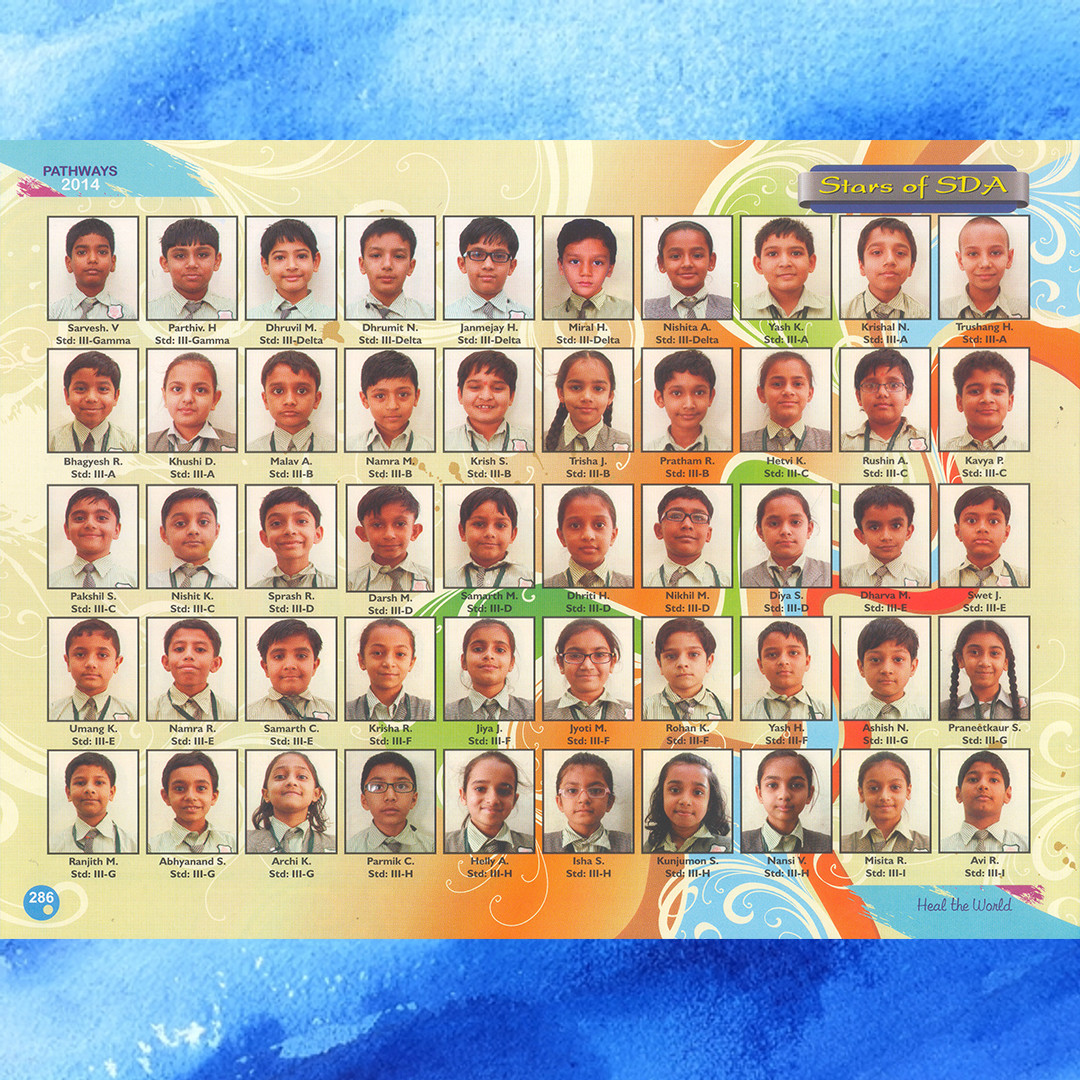 PATHWAYS
2014
Stars of SDA
Sarvesh. V Parthiv. H Dhruvil M. Dhrumit N. Janmejay H. Miral H. Nishita A. Yash K. Krishal N. Trushang H.
Std: III-Gamma Std: III-Gamma Std: III-Delta Std: III-Delta Std: III-Delta Std: III-Delta Std: III-Delta Std: III-A Std: III-A Std: III-A
Bhagyesh R. Khushi D. Malav A. Namra M. Krish S. Trisha J. Pratham R. Hetvi K. Rushin A. Kavya P.
Std: III-A Std: III-A Std: III-B Std: III-B Std: III-B Std: III-B Std: III-B Std: III-C Std: III-C Std: III-C
Pakshil S. Nishit K. Sprash R. Darsh M. Samarth M. Dhriti H. Nikhil M. Diya S. Dharva M. Swet J.
Std: III-C Std: III-C Std: III-D Std: III-D Std: III-D Std: III-D Std: III-D Std: III-D Std: III-E Std: III-E
Umang K. Namra R. Samarth C. Krisha R. Jiya J. Jyoti M. Rohan K. Yash H. Ashish N. Praneetkaur S.
Std: III-E Std: III-E Std: III-E Std: III-F Std: III-F Std: III-F Std: III-F Std: III-F Std: III-G Std: III-G
Ranjith M. Abhyanand S. Archi K. Parmik C. Helly A. Isha S. Kunjumon S. Nansi V. Misita R. Avi R.
Std: III-G Std: III-G Std: III-G Std: III-H Std: III-H Std: III-H Std: III-H Std: III-H Std: III-I Std: III-I
286
Heal the World